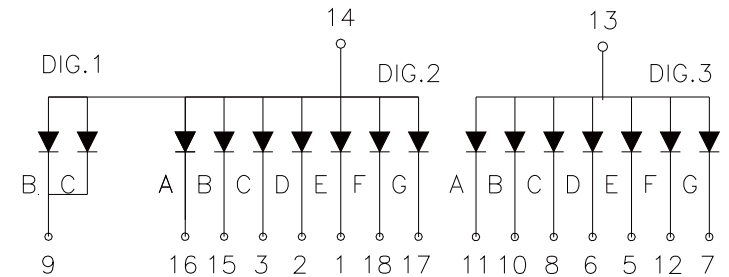 14 13
DIG.1 DIG.2 DIG.3
B. C A B C D E F G A B C D E F G
9 16 15 3 2 1 18 17 11 10 8 6 5 12 7